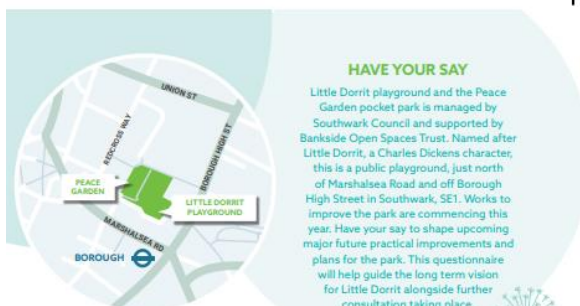 UNION ST
REDCROSS WAY
BOROUGH HIGH ST
PEACE
GARDEN
LITTLE DORRIT
PLAYGROUND
MARSHALSEA RD
BOROUGH
HAVE YOUR SAY
Little Dorrit playground and the Peace
Garden pocket park is managed by
Southwark Council and supported by
Bankside Open Spaces Trust. Named after
Little Dorrit, a Charles Dickens character,
this is a public playground, just north
of Marshalsea Road and off Borough
High Street in Southwark, SE1. Works to
improve the park are commencing this
year. Have your say to shape upcoming
major future practical improvements and
plans for the park. This questionnaire
will help guide the long term vision
for Little Dorrit alongside further
consultation taking place